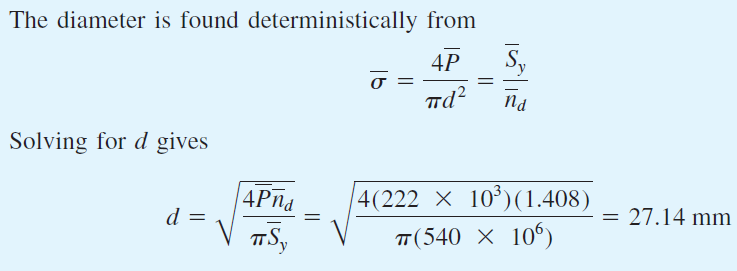 The diameter is found deterministically from
σ̄ = 4P̄ / πd² = S̄y / n̄d
Solving for d gives
d = √(4P̄n̄d / πS̄y) = √(4(222 × 10³)(1.408) / π(540 × 10⁶)) = 27.14 mm